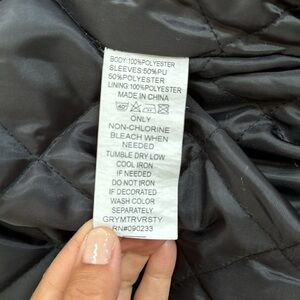 BODY:100%POLYESTER
SLEEVES:50%PU
50%POLYESTER
LINING:100%POLYESTER
MADE IN CHINA
ONLY
NON-CHLORINE
BLEACH WHEN
NEEDED
TUMBLE DRY LOW
COOL IRON
IF NEEDED
DO NOT IRON
IF DECORATED
WASH COLOR
SEPARATELY
GRYMTRVRSTY
RN#090233